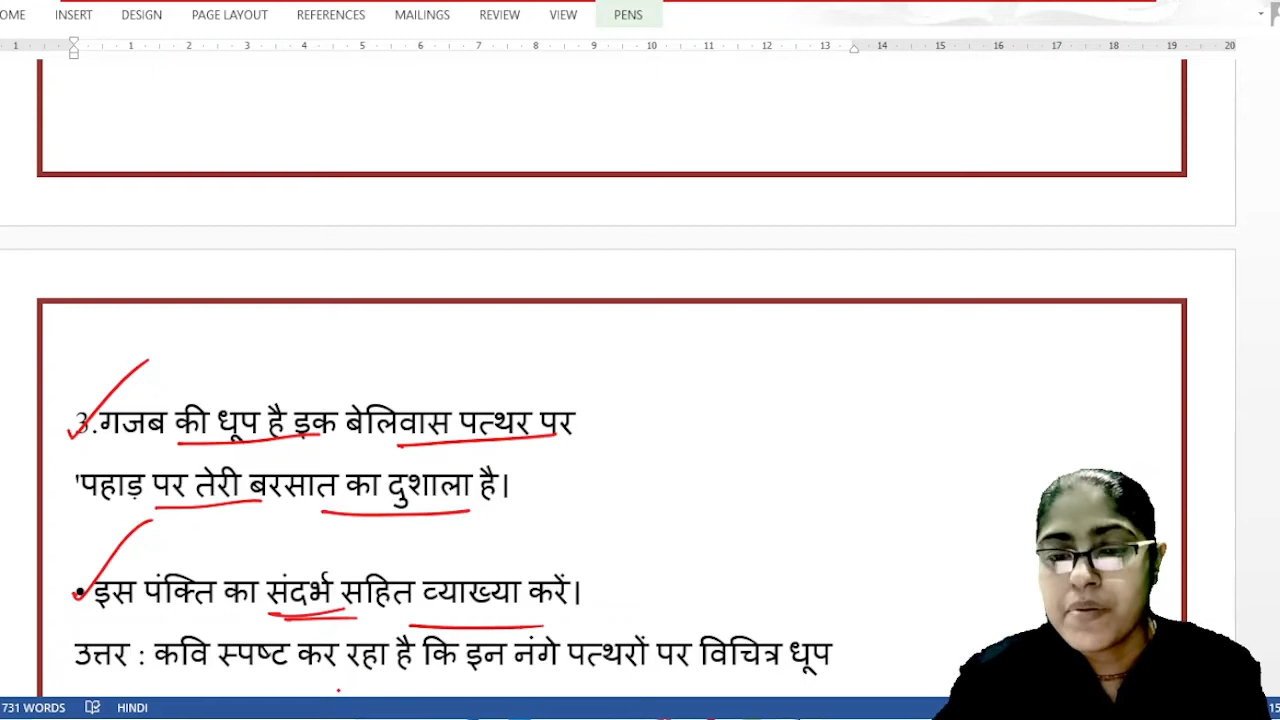 OME INSERT DESIGN PAGE LAYOUT REFERENCES MAILINGS REVIEW VIEW PENS
1 1 2 3 4 5 6 7 8 9 10 11 12 13 14 15 16 17 18 19 20
3.गजब की धूप है इक बेलिवास पत्थर पर
'पहाड़ पर तेरी बरसात का दुशाला है।
• इस पंक्ति का संदर्भ सहित व्याख्या करें।
उत्तर : कवि स्पष्ट कर रहा है कि इन नंगे पत्थरों पर विचित्र धूप
731 WORDS HINDI 15